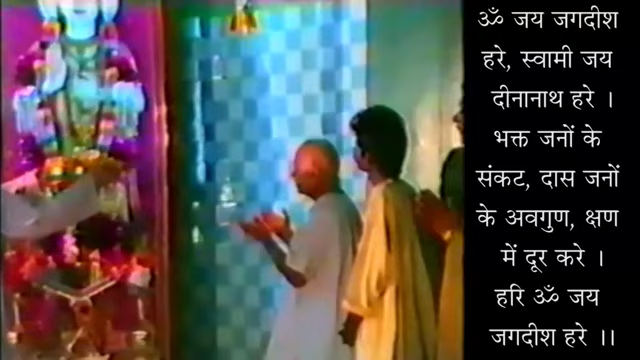 ॐ जय जगदीश
हरे, स्वामी जय
दीनानाथ हरे ।
भक्त जनों के
संकट, दास जनों
के अवगुण, क्षण
में दूर करे ।
हरि ॐ जय
जगदीश हरे ।।